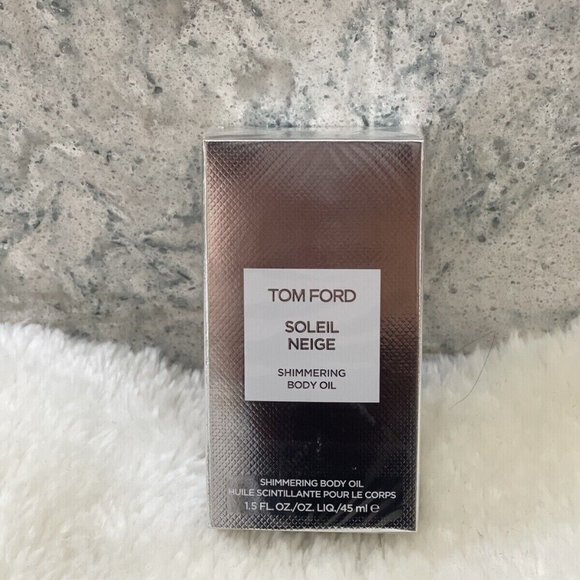 TOM FORD
SOLEIL
NEIGE
SHIMMERING
BODY OIL
SHIMMERING BODY OIL
HUILE SCINTILLANTE POUR LE CORPS
1.5 FL. OZ./OZ. LIQ./45 ml ℮